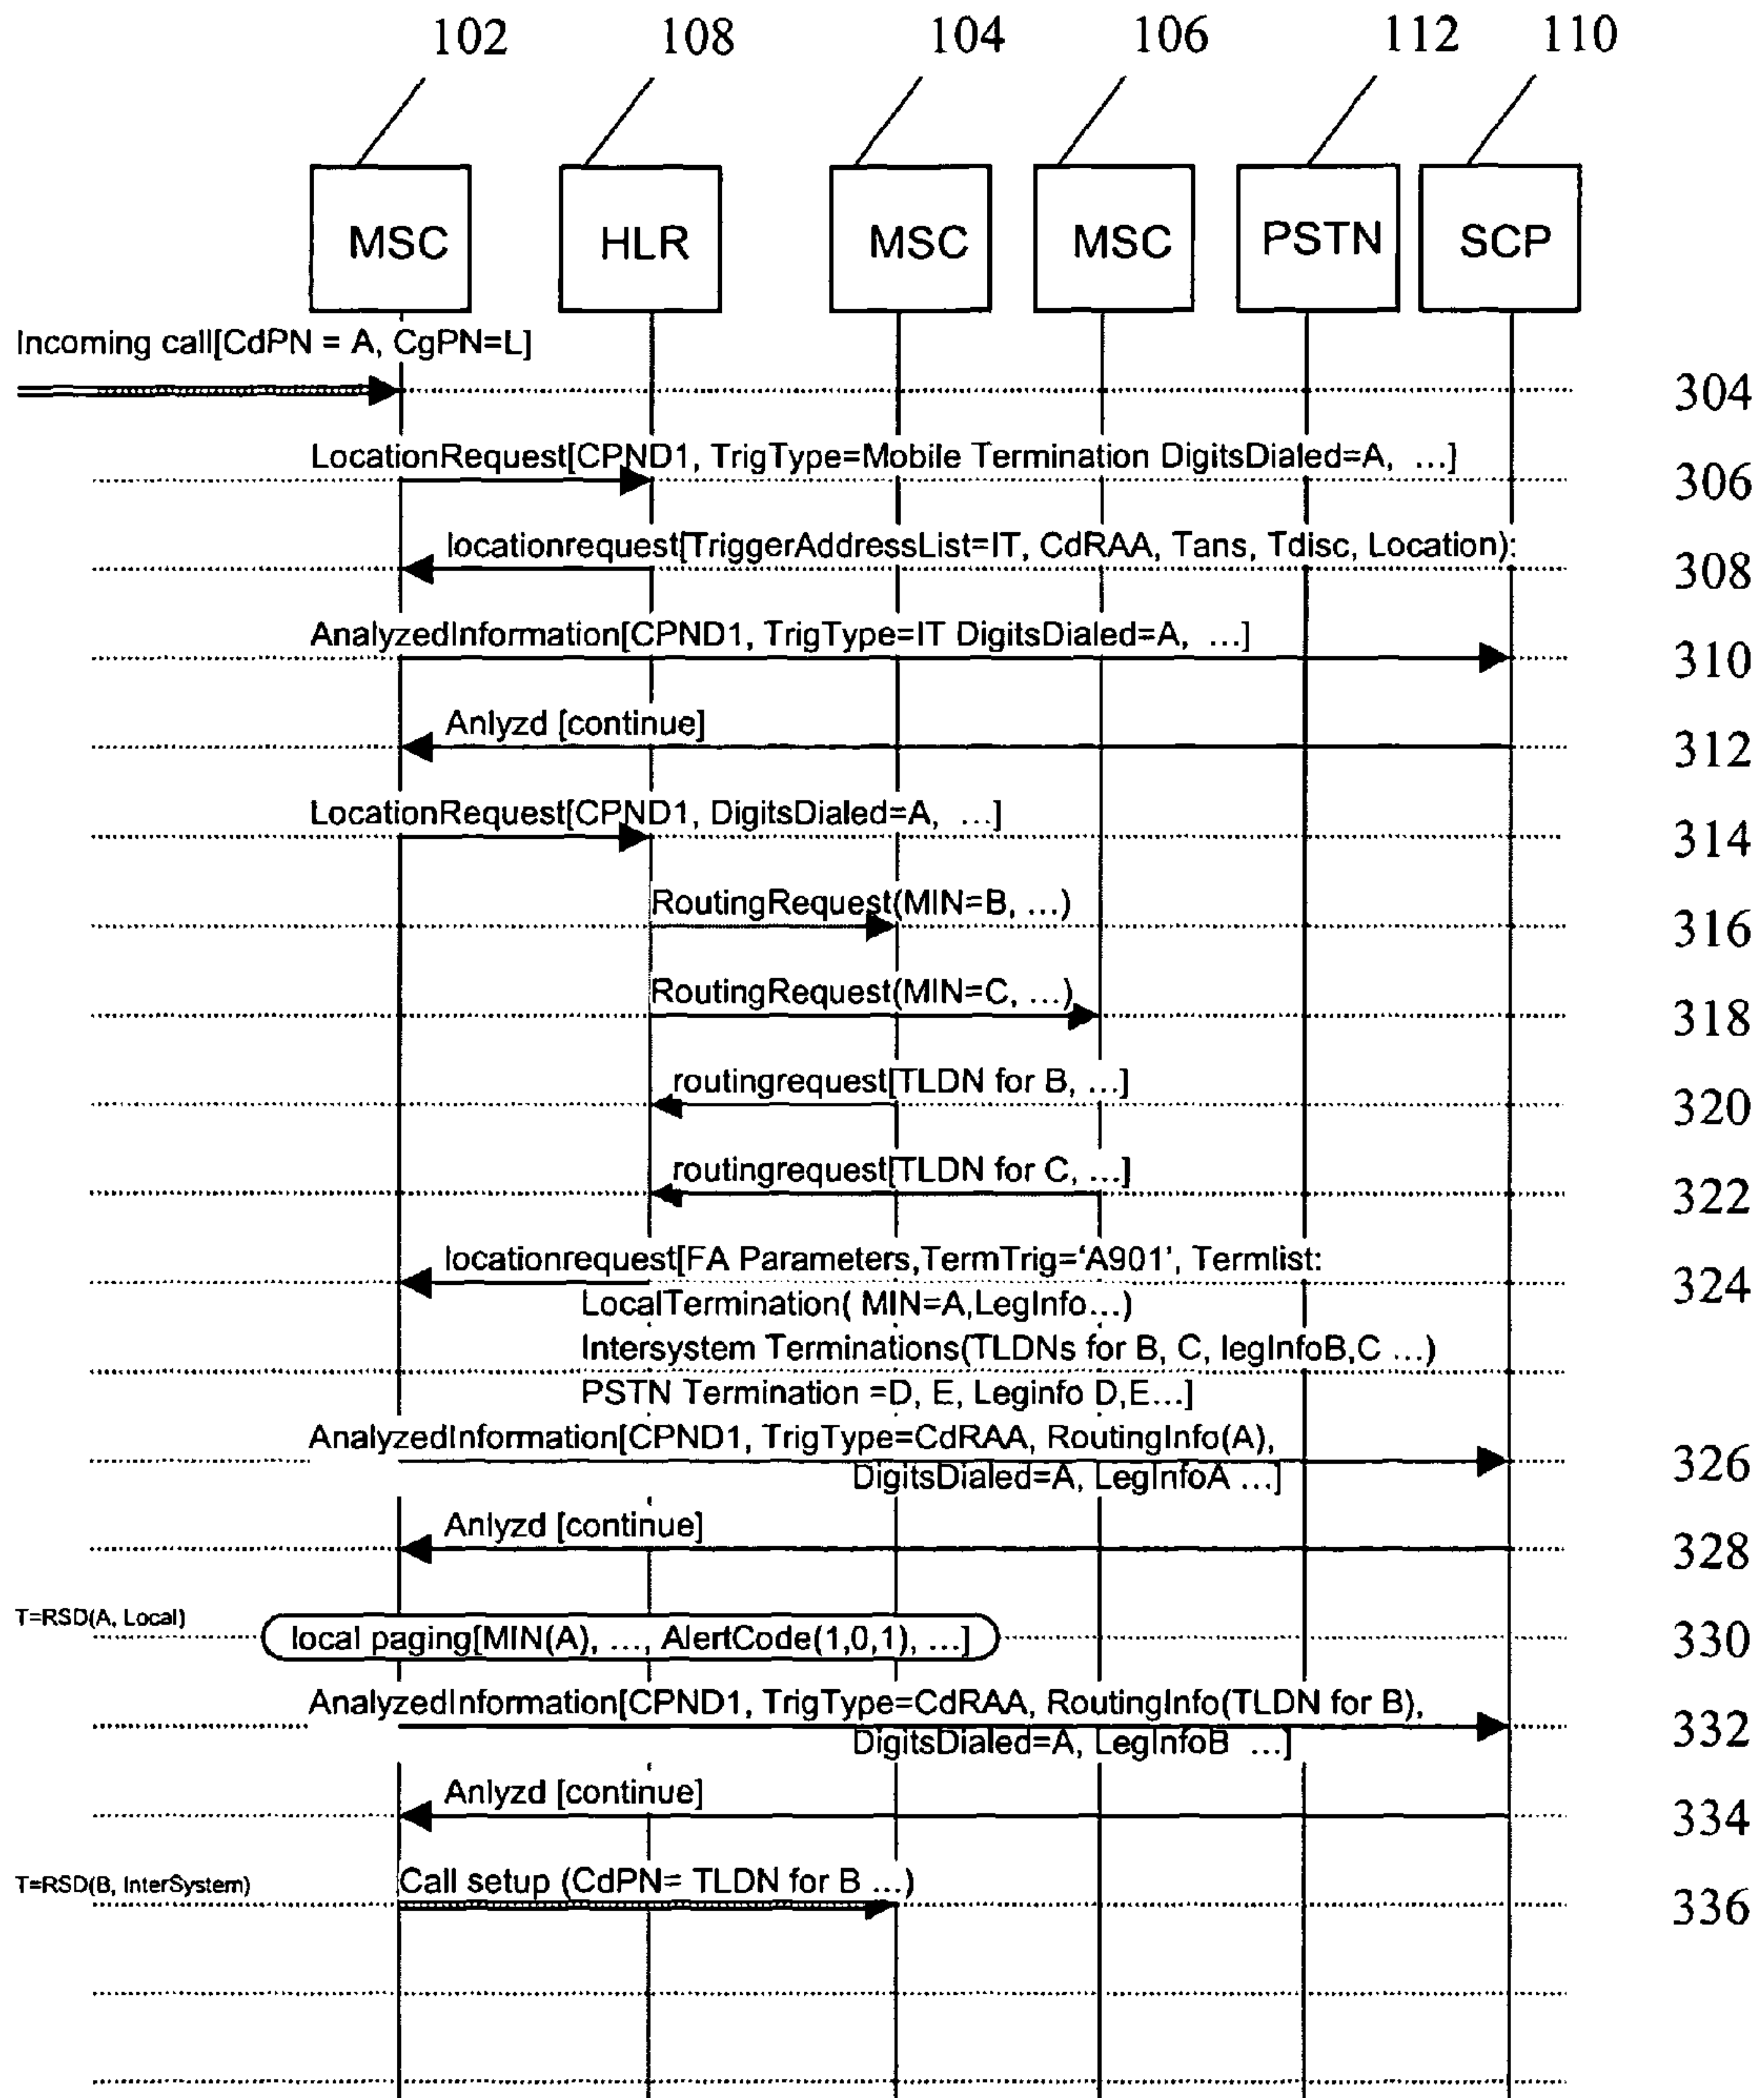 102 108 104 106 112 110
MSC HLR MSC MSC PSTN SCP
Incoming call[CdPN = A, CgPN=L]
304
LocationRequest[CPND1, TrigType=Mobile Termination DigitsDialed=A, ...]
306
locationrequest[TriggerAddressList=IT, CdRAA, Tans, Tdisc, Location):
308
AnalyzedInformation[CPND1, TrigType=IT DigitsDialed=A, ...]
310
Anlyzd [continue]
312
LocationRequest[CPND1, DigitsDialed=A, ...]
314
RoutingRequest(MIN=B, ...)
316
RoutingRequest(MIN=C, ...)
318
routingrequest[TLDN for B, ...]
320
routingrequest[TLDN for C, ...]
322
locationrequest[FA Parameters,TermTrig='A901', Termlist:
324
LocalTermination( MIN=A,LegInfo...)
Intersystem Terminations(TLDNs for B, C, legInfoB,C ...)
PSTN Termination =D, E, Leginfo D,E...]
AnalyzedInformation[CPND1, TrigType=CdRAA, RoutingInfo(A),
326
DigitsDialed=A, LegInfoA ...]
Anlyzd [continue]
328
T=RSD(A, Local)
local paging[MIN(A), ..., AlertCode(1,0,1), ...]
330
AnalyzedInformation[CPND1, TrigType=CdRAA, RoutingInfo(TLDN for B),
332
DigitsDialed=A, LegInfoB ...]
Anlyzd [continue]
334
T=RSD(B, InterSystem)
Call setup (CdPN= TLDN for B ...)
336